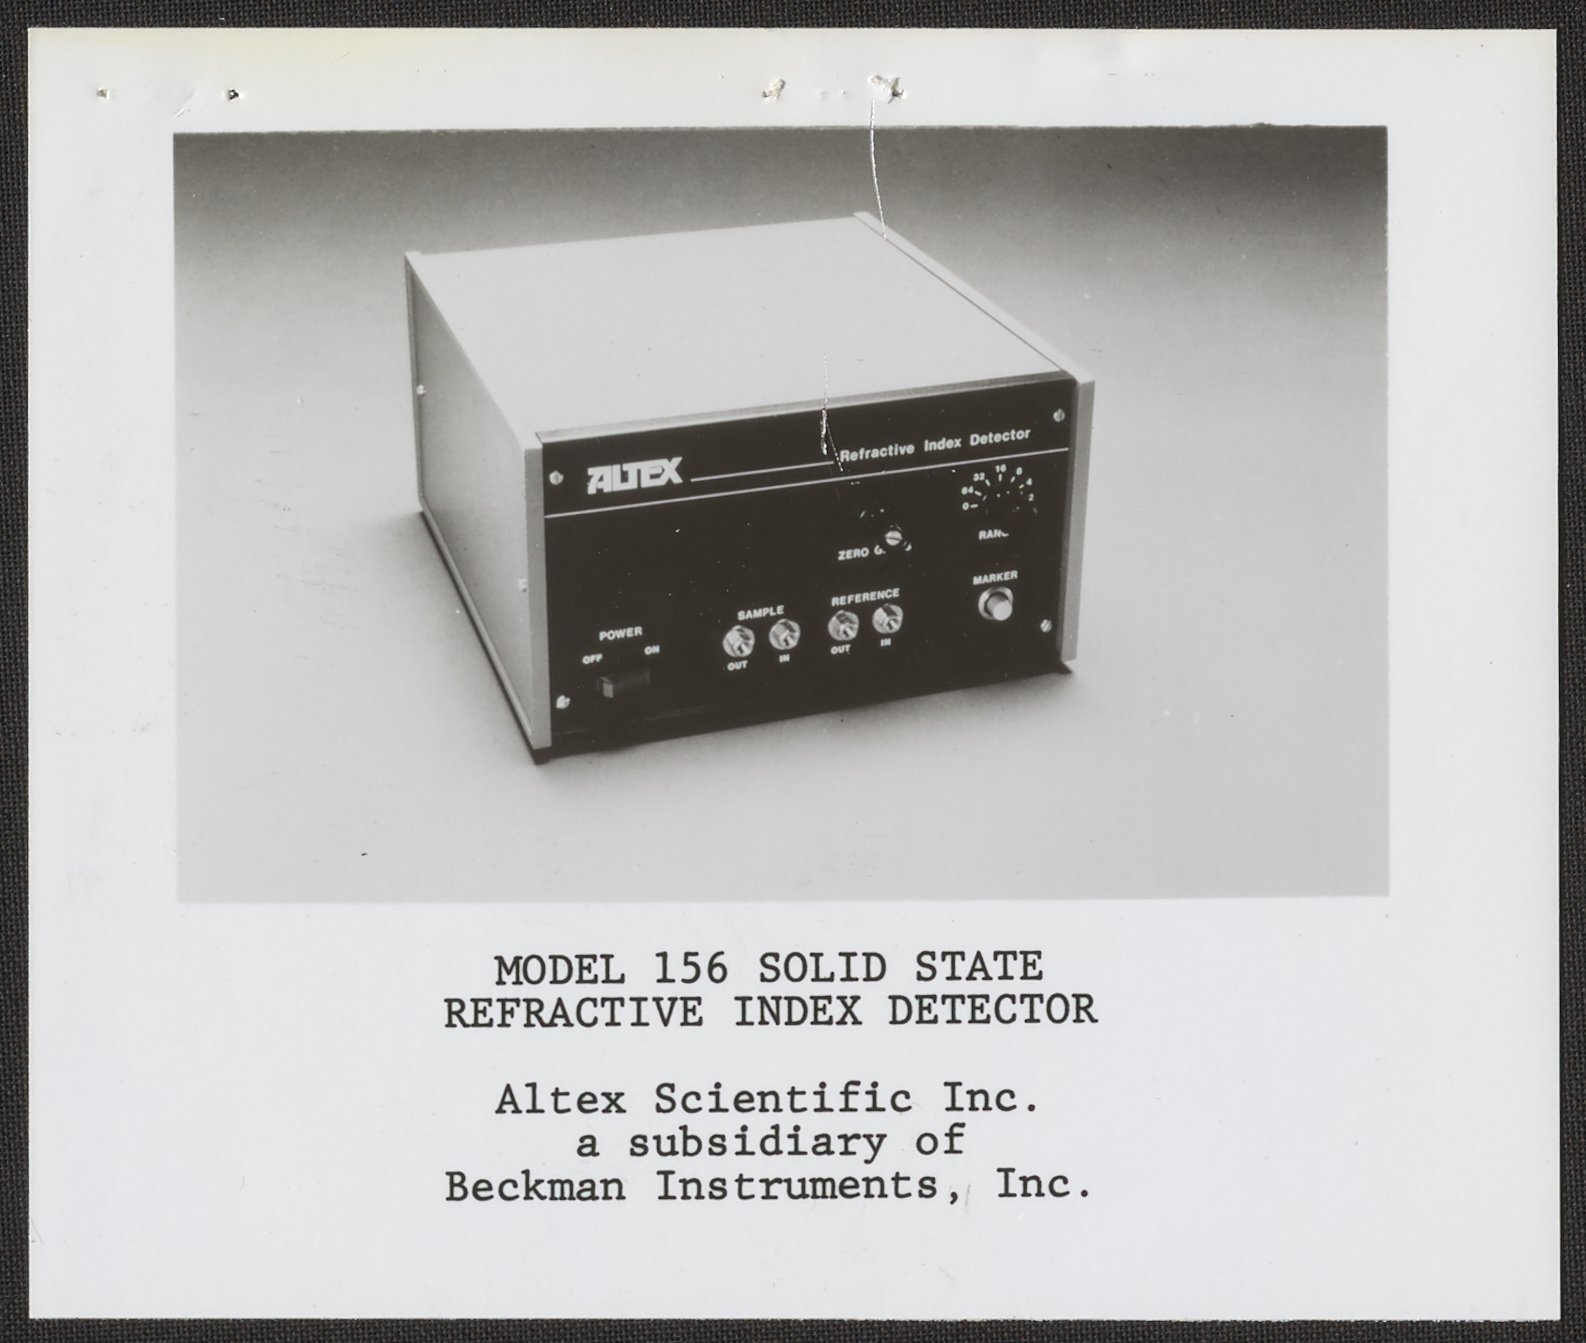 ALTEX
Refractive Index Detector
0 64 32 16 8 4 2
ZERO
MARKER
SAMPLE
REFERENCE
OUT IN OUT IN
POWER
OFF ON
MODEL 156 SOLID STATE
REFRACTIVE INDEX DETECTOR
Altex Scientific Inc.
a subsidiary of
Beckman Instruments, Inc.